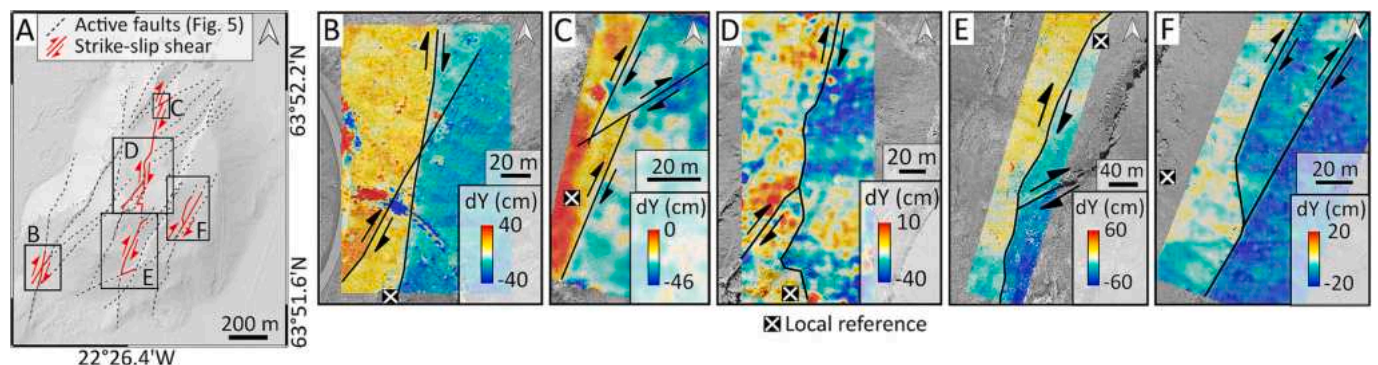 A
Active faults (Fig. 5)
Strike-slip shear
C
D
F
B
E
200 m
22°26.4'W
63°52.2'N
63°51.6'N
B
20 m
dY (cm)
40
-40
C
20 m
dY (cm)
0
-46
D
20 m
dY (cm)
10
-40
E
40 m
dY (cm)
60
-60
F
20 m
dY (cm)
20
-20
Local reference